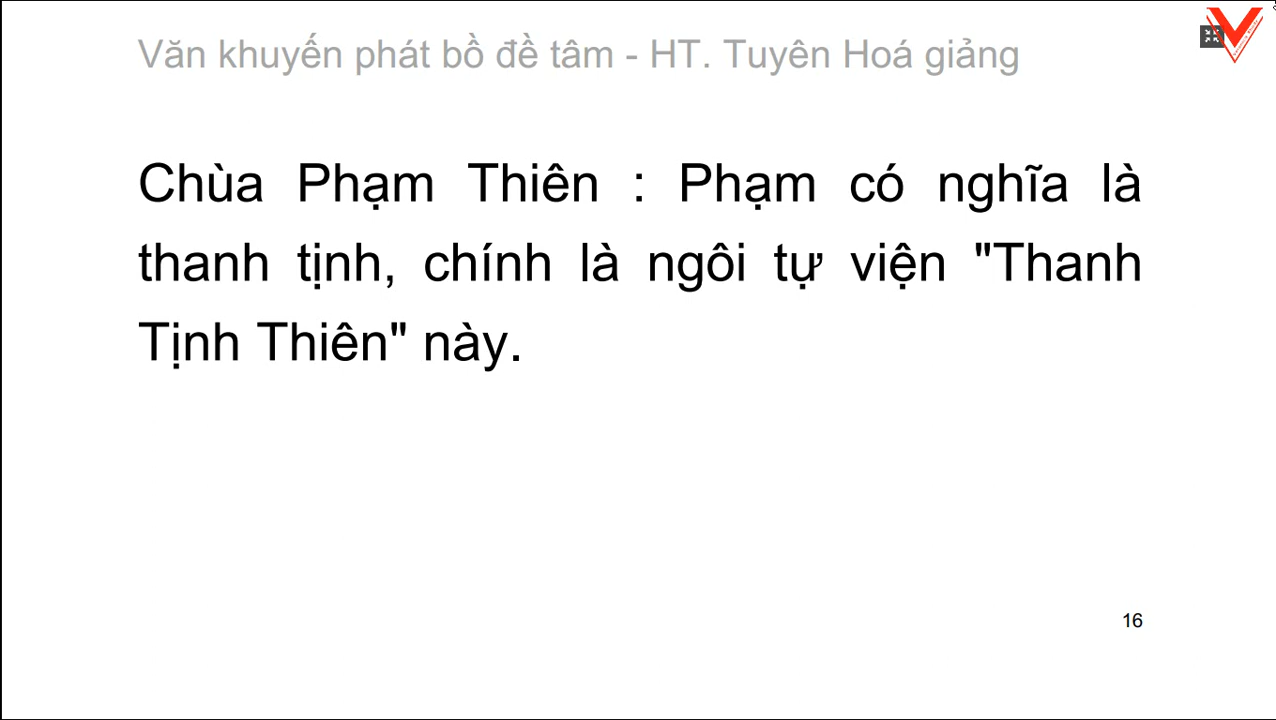 Văn khuyến phát bồ đề tâm - HT. Tuyên Hoá giảng
Chùa Phạm Thiên : Phạm có nghĩa là
thanh tịnh, chính là ngôi tự viện "Thanh
Tịnh Thiên" này.
16